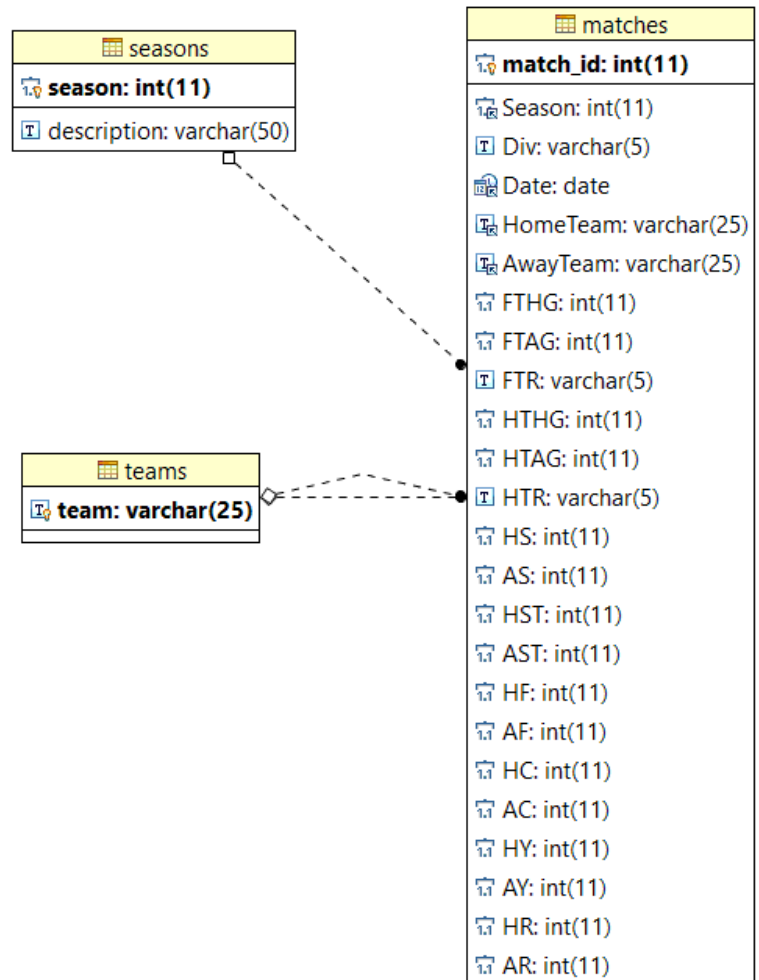 seasons
season: int(11)
description: varchar(50)
teams
team: varchar(25)
matches
match_id: int(11)
Season: int(11)
Div: varchar(5)
Date: date
HomeTeam: varchar(25)
AwayTeam: varchar(25)
FTHG: int(11)
FTAG: int(11)
FTR: varchar(5)
HTHG: int(11)
HTAG: int(11)
HTR: varchar(5)
HS: int(11)
AS: int(11)
HST: int(11)
AST: int(11)
HF: int(11)
AF: int(11)
HC: int(11)
AC: int(11)
HY: int(11)
AY: int(11)
HR: int(11)
AR: int(11)